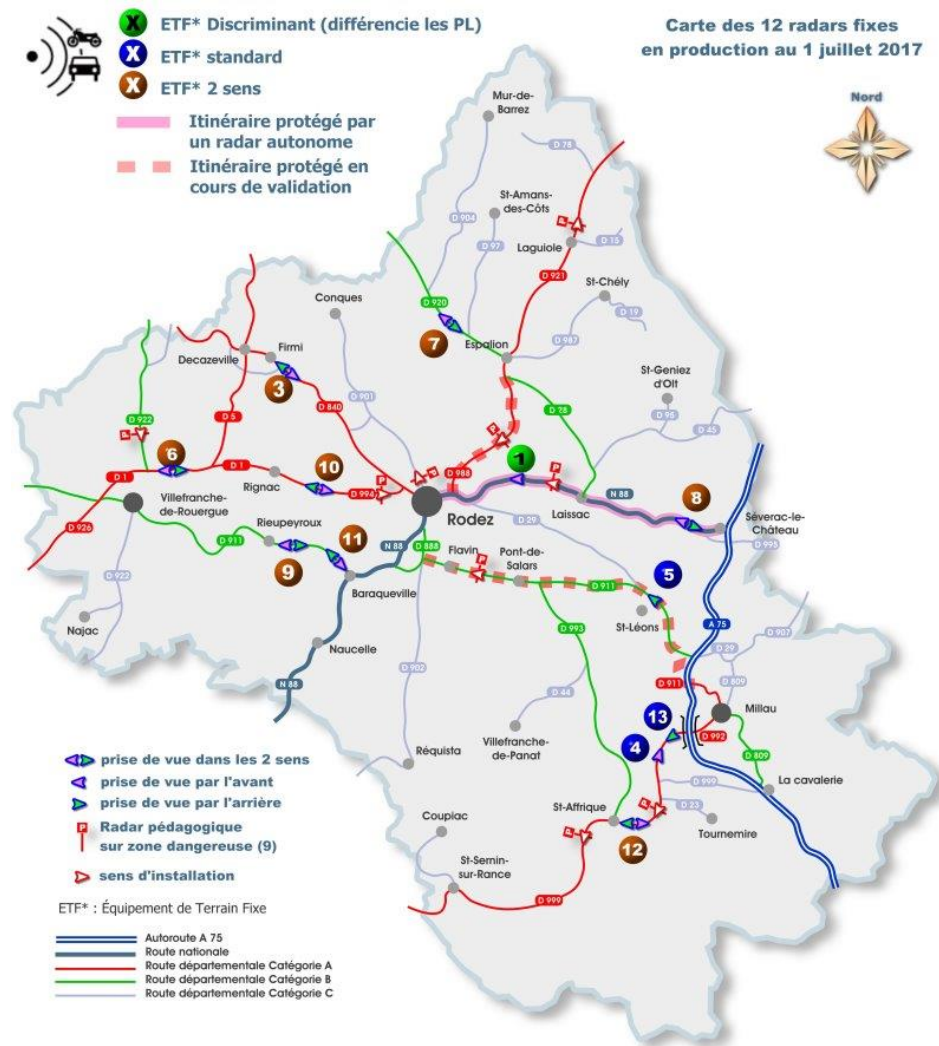 X
ETF* Discriminant (différencie les PL)
X
ETF* standard
X
ETF* 2 sens
Itinéraire protégé par
un radar autonome
Itinéraire protégé en
cours de validation
Carte des 12 radars fixes
en production au 1 juillet 2017
Nord
Mur-de-
Barrez
D 78
St-Amans-
des-Côts
D 904
D 97
Laguiole
D 15
P
D 921
St-Chély
D 19
D 987
Conques
D 920
7
Espalion
Firmi
Decazeville
3
St-Geniez
d'Olt
D 95
D 45
D 28
D 901
D 840
D 5
D 922
P
6
D 1
D 1
10
Rignac
P
D 994
P
P
D 988
1
P
Laissac
N 88
8
Séverac-le-
Château
D 995
Rodez
Villefranche-
de-Rouergue
D 926
D 911
Rieupeyroux
11
9
N 88
D 888
Baraqueville
D 29
Flavin
P
Pont-
de-Salars
D 911
5
St-Léons
A 75
D 907
D 29
D 809
D 922
Najac
Naucelle
N 88
D 902
D 993
D 44
Villefranche-
de-Panat
D 911
Millau
13
D 992
4
D 809
Réquista
La cavalerie
D 999
D 23
Tournemire
P
St-Affrique
P
12
Coupiac
St-Sernin-
sur-Rance
D 999
prise de vue dans les 2 sens
prise de vue par l'avant
prise de vue par l'arrière
P
Radar pédagogique
sur zone dangereuse (9)
sens d'installation
ETF* : Équipement de Terrain Fixe
Autoroute A 75
Route nationale
Route départementale Catégorie A
Route départementale Catégorie B
Route départementale Catégorie C